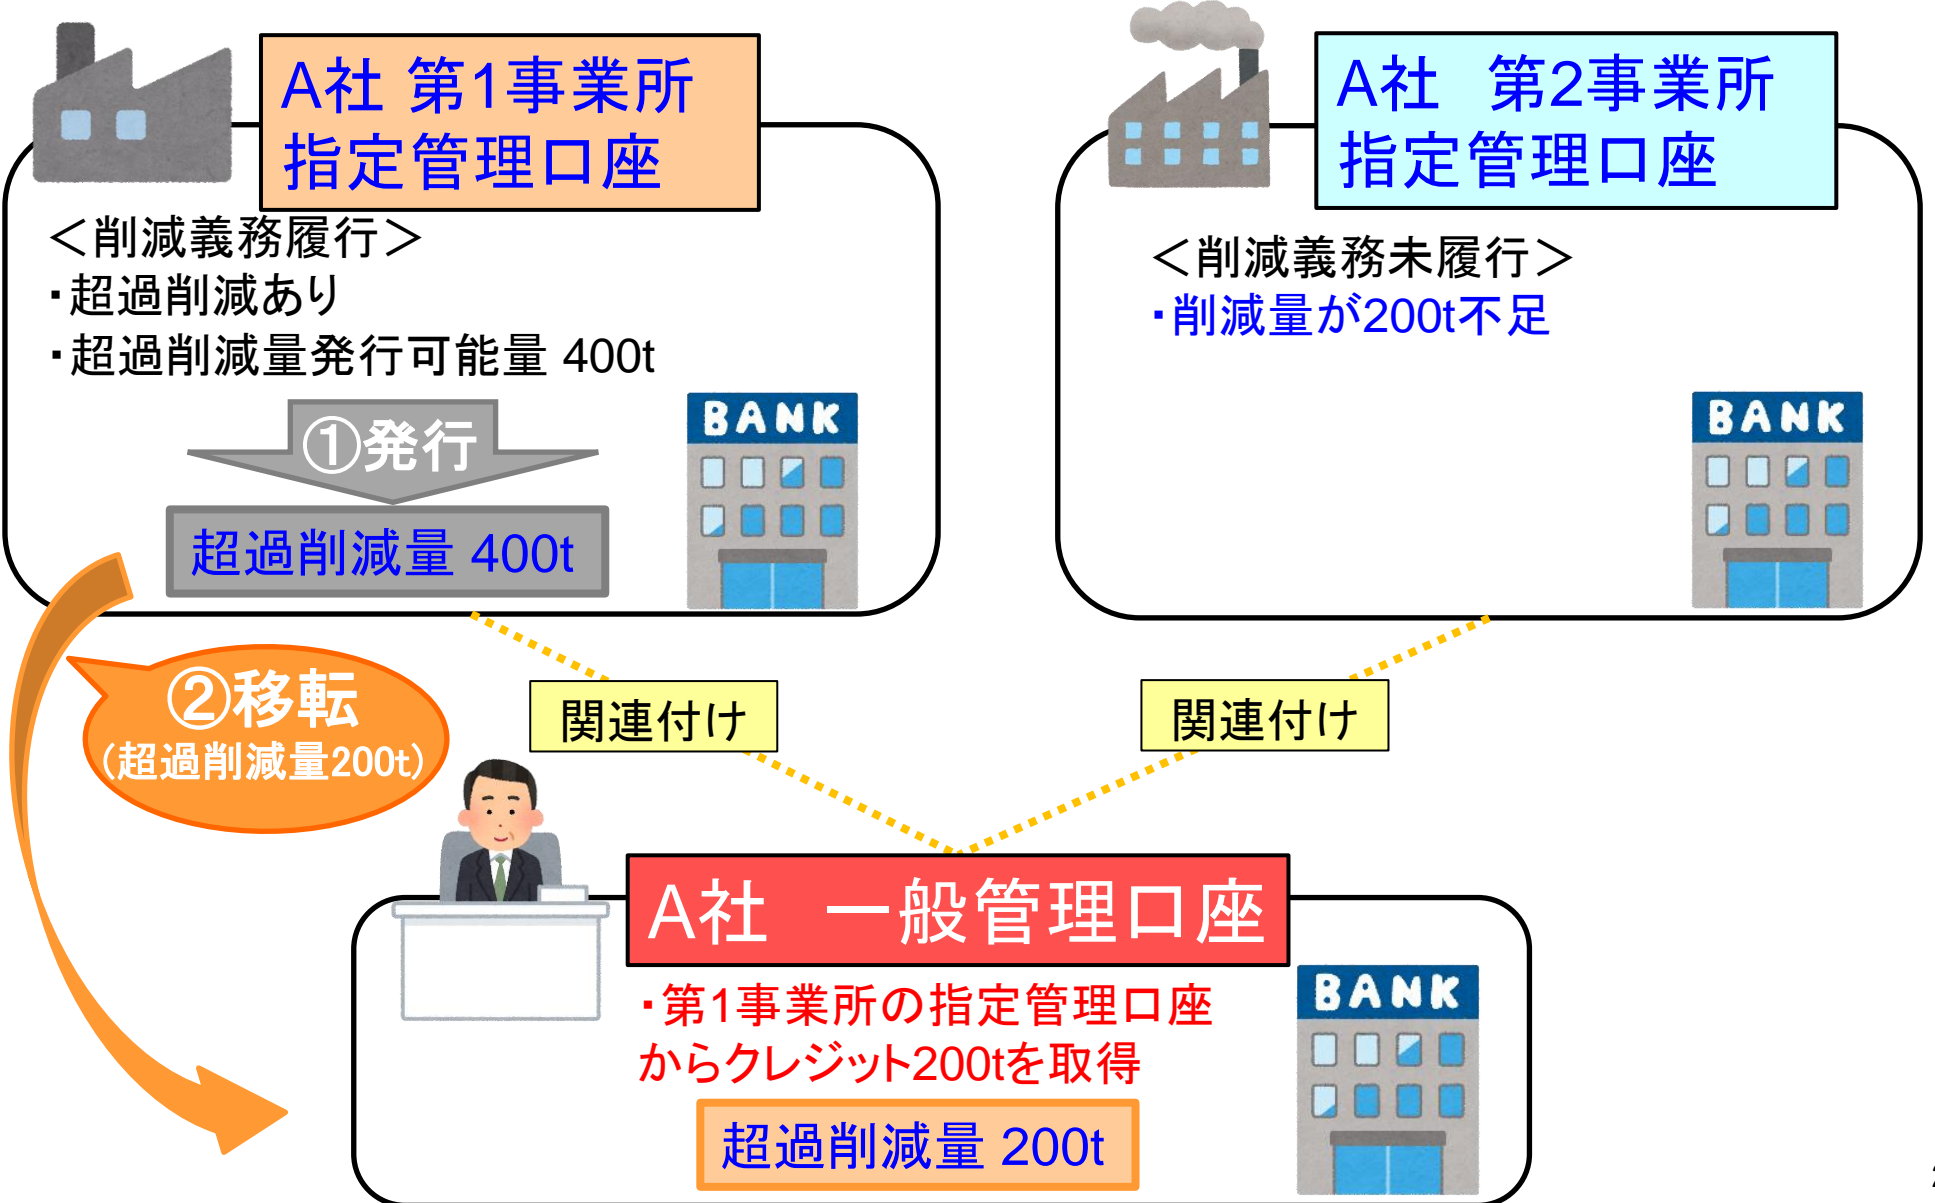 A社 第1事業所
指定管理口座
＜削減義務履行＞
・超過削減あり
・超過削減量発行可能量 400t
①発行
超過削減量 400t
BANK
A社　第2事業所
指定管理口座
＜削減義務未履行＞
・削減量が200t不足
BANK
②移転
(超過削減量200t)
関連付け
関連付け
A社　一般管理口座
・第1事業所の指定管理口座
からクレジット200tを取得
超過削減量 200t
BANK